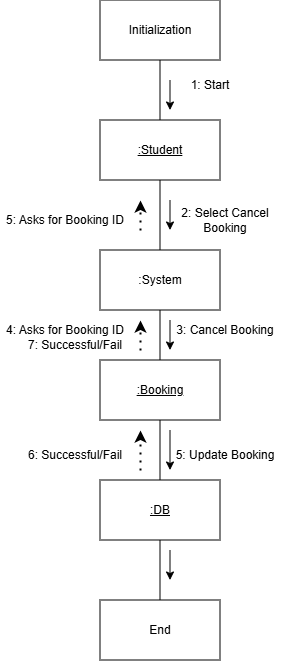 Initialization
1: Start
:Student
5: Asks for Booking ID
2: Select Cancel
Booking
:System
4: Asks for Booking ID
7: Successful/Fail
3: Cancel Booking
:Booking
6: Successful/Fail
5: Update Booking
:DB
End